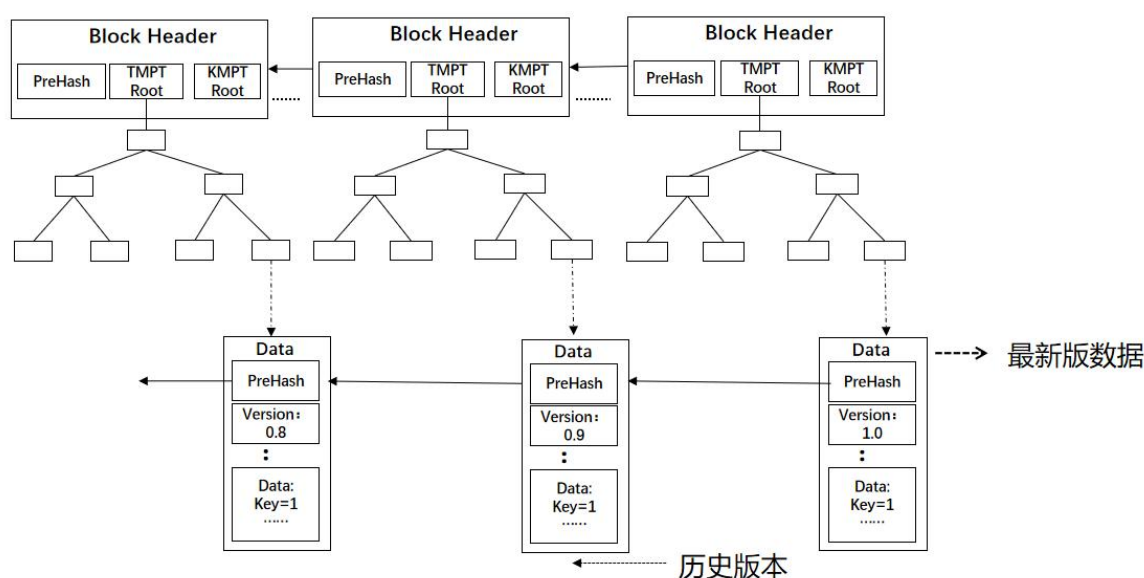 Block Header
PreHash
TMPT
Root
KMPT
Root
.......
Block Header
PreHash
TMPT
Root
KMPT
Root
.........
Block Header
PreHash
TMPT
Root
KMPT
Root
Data
PreHash
Version：
0.8
：
Data:
Key=1
……
Data
PreHash
Version：
0.9
：
Data:
Key=1
……
Data
PreHash
Version：
1.0
：
Data:
Key=1
……
最新版数据
历史版本